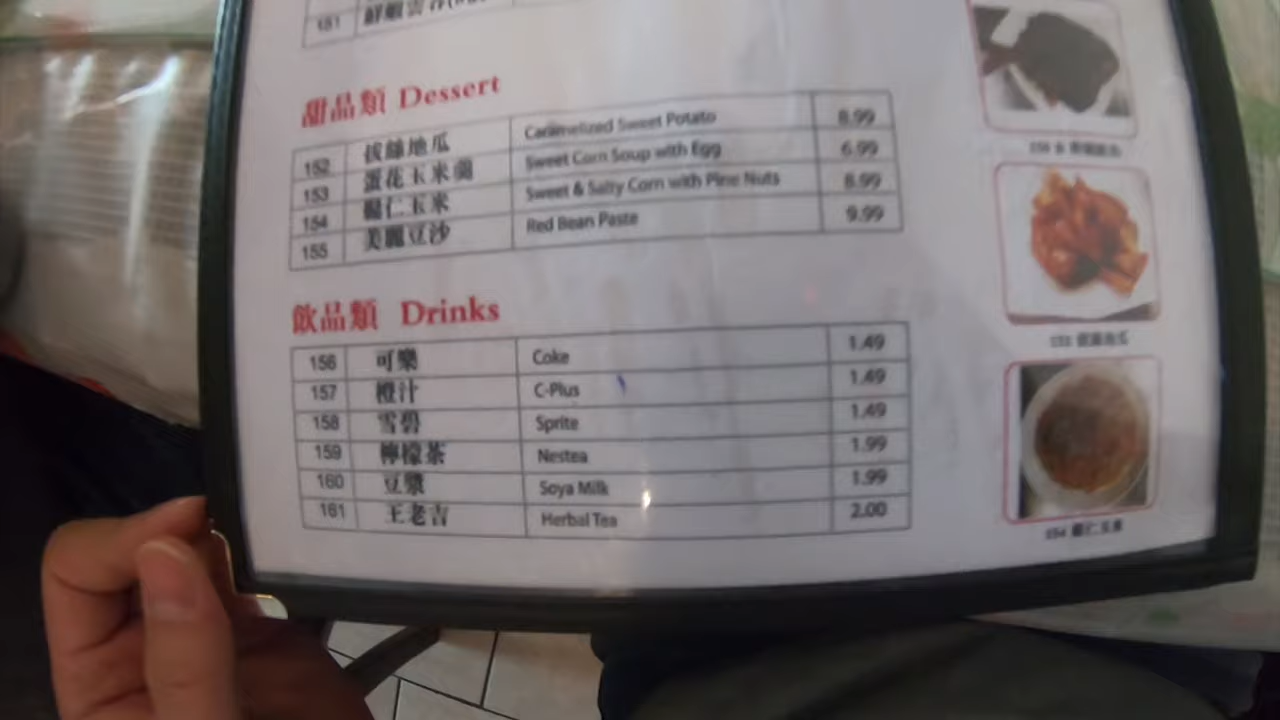 甜品類 Dessert
152 拔絲地瓜 Caramelized Sweet Potato 8.99
153 蛋花玉米羹 Sweet Corn Soup with Egg 6.99
154 松仁玉米 Sweet & Salty Corn with Pine Nuts 8.99
155 美麗豆沙 Red Bean Paste 9.99
飲品類 Drinks
156 可樂 Coke 1.49
157 橙汁 C-Plus 1.49
158 雪碧 Sprite 1.49
159 檸檬茶 Nestea 1.99
160 豆漿 Soya Milk 1.99
161 王老吉 Herbal Tea 2.00